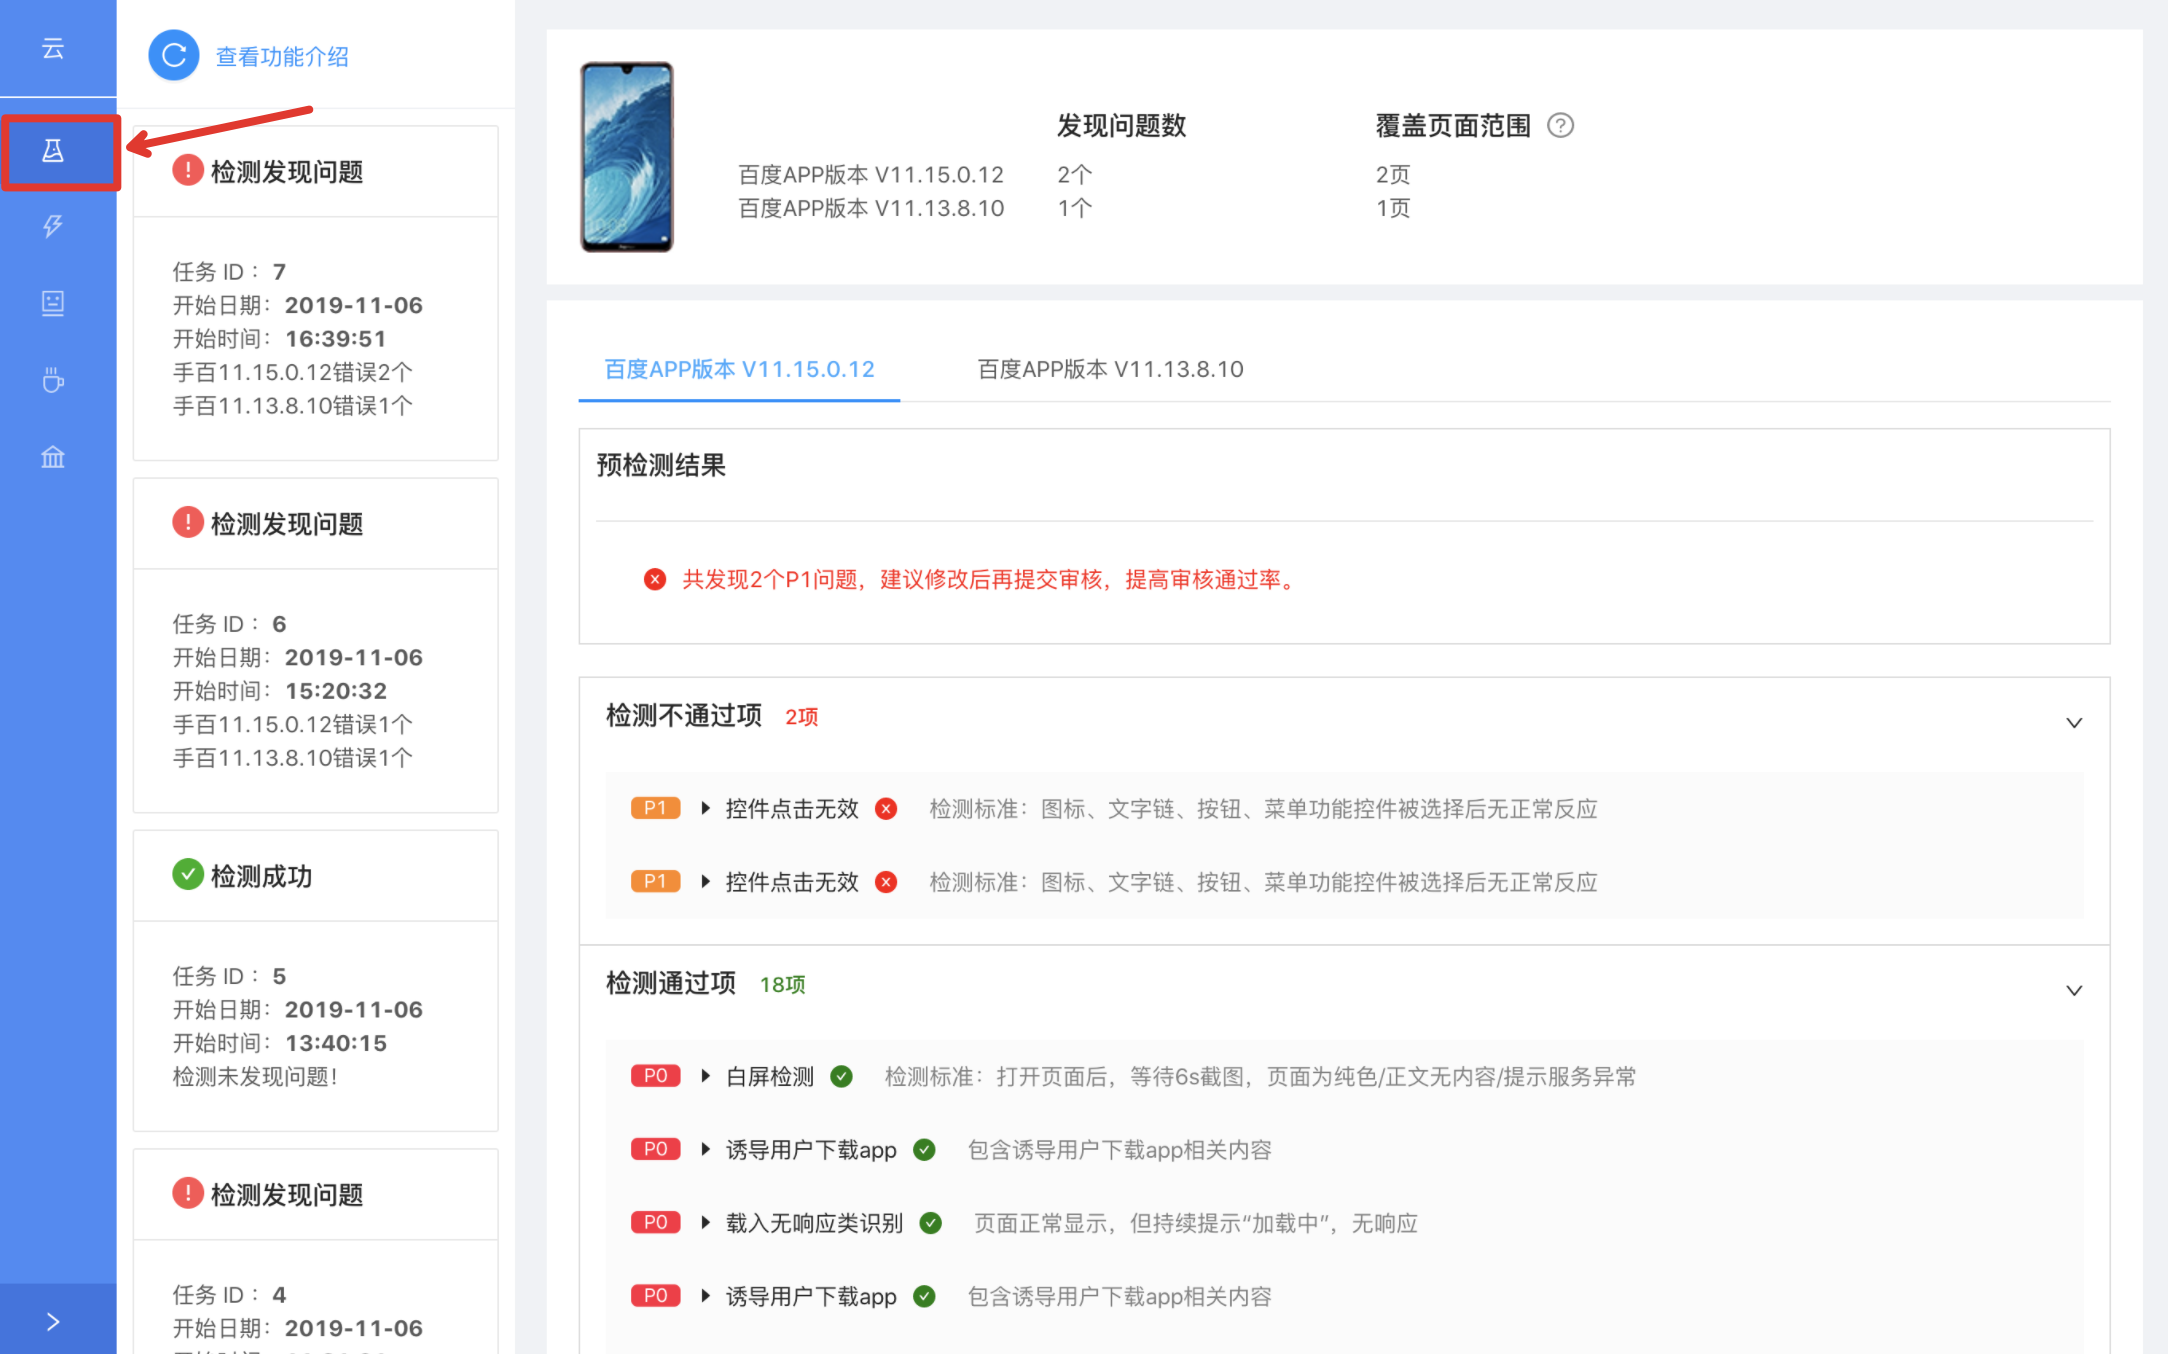 云
查看功能介绍
检测发现问题
任务 ID： 7
开始日期： 2019-11-06
开始时间： 16:39:51
手百11.15.0.12错误2个
手百11.13.8.10错误1个
检测发现问题
任务 ID： 6
开始日期： 2019-11-06
开始时间： 15:20:32
手百11.15.0.12错误1个
手百11.13.8.10错误1个
检测成功
任务 ID： 5
开始日期： 2019-11-06
开始时间： 13:40:15
检测未发现问题！
检测发现问题
任务 ID： 4
开始日期： 2019-11-06
发现问题数 覆盖页面范围
百度APP版本 V11.15.0.12 2个 2页
百度APP版本 V11.13.8.10 1个 1页
百度APP版本 V11.15.0.12 百度APP版本 V11.13.8.10
预检测结果
共发现2个P1问题，建议修改后再提交审核，提高审核通过率。
检测不通过项 2项
P1 控件点击无效 检测标准：图标、文字链、按钮、菜单功能控件被选择后无正常反应
P1 控件点击无效 检测标准：图标、文字链、按钮、菜单功能控件被选择后无正常反应
检测通过项 18项
P0 白屏检测 检测标准：打开页面后，等待6s截图，页面为纯色/正文无内容/提示服务异常
P0 诱导用户下载app 包含诱导用户下载app相关内容
P0 载入无响应类识别 页面正常显示，但持续提示“加载中”，无响应
P0 诱导用户下载app 包含诱导用户下载app相关内容